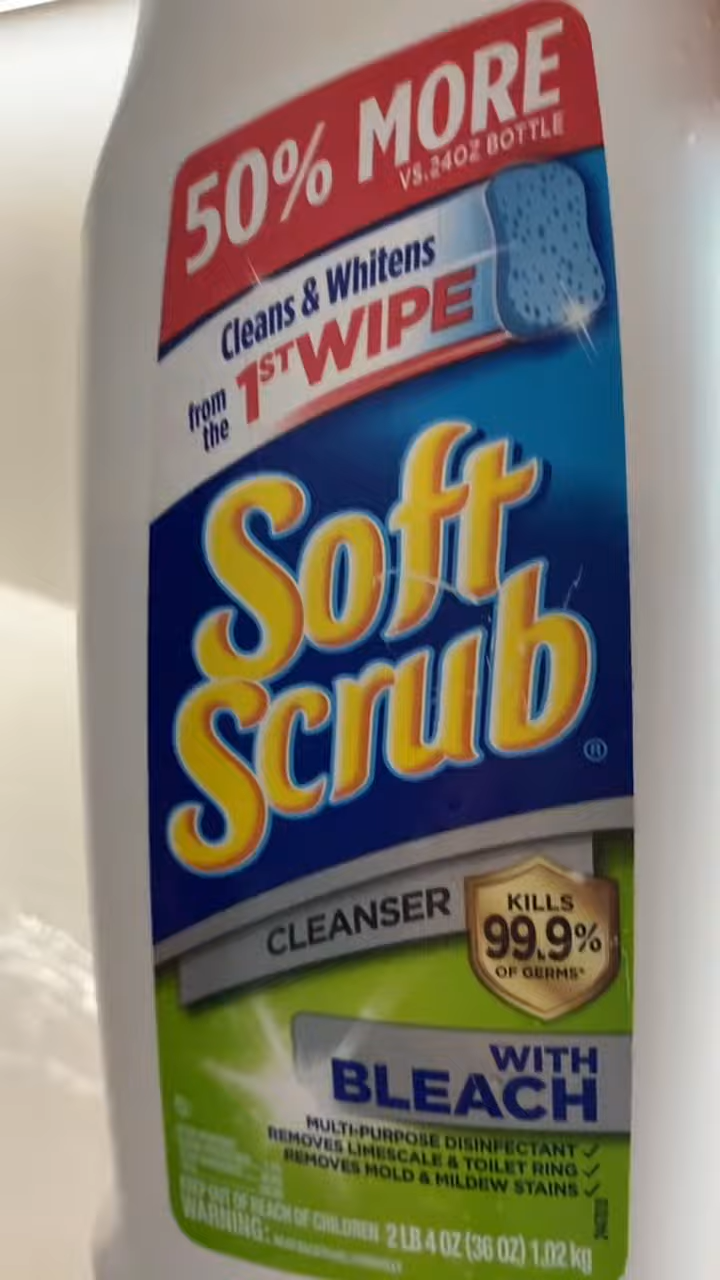 50% MORE
VS. 24OZ BOTTLE
Cleans & Whitens
from the 1ST WIPE
Soft
Scrub®
CLEANSER
KILLS
99.9%
OF GERMS*
WITH
BLEACH
MULTI-PURPOSE DISINFECTANT ✓
REMOVES LIMESCALE & TOILET RING ✓
REMOVES MOLD & MILDEW STAINS ✓
KEEP OUT OF REACH OF CHILDREN
WARNING:
2 LB 4 OZ (36 OZ) 1.02 kg